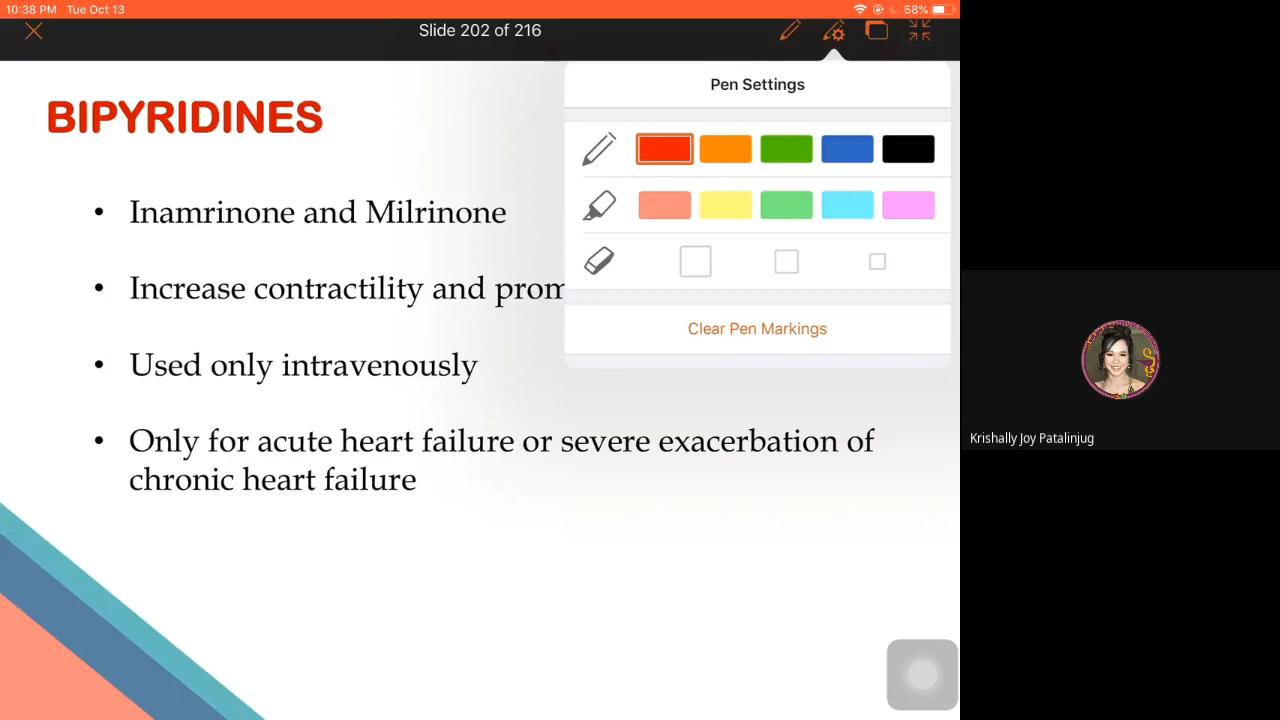 10:38 PM Tue Oct 13
58%
Slide 202 of 216
Pen Settings
BIPYRIDINES
• Inamrinone and Milrinone
• Increase contractility and prom
Clear Pen Markings
• Used only intravenously
• Only for acute heart failure or severe exacerbation of
chronic heart failure
Krishally Joy Patalinjug